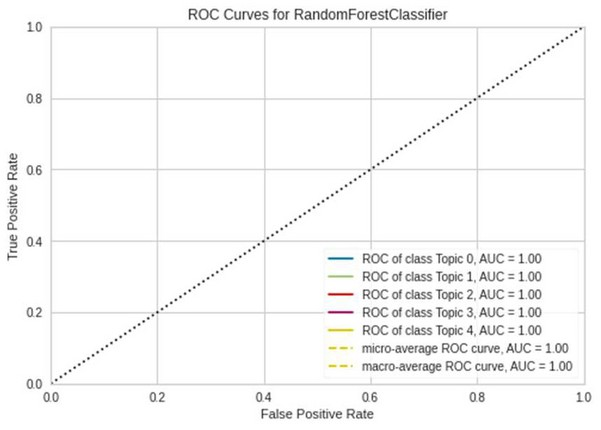 ROC Curves for RandomForestClassifier
1.0
0.8
0.6
0.4
0.2
0.0
True Positive Rate
ROC of class Topic 0, AUC = 1.00
ROC of class Topic 1, AUC = 1.00
ROC of class Topic 2, AUC = 1.00
ROC of class Topic 3, AUC = 1.00
ROC of class Topic 4, AUC = 1.00
micro-average ROC curve, AUC = 1.00
macro-average ROC curve, AUC = 1.00
0.0 0.2 0.4 0.6 0.8 1.0
False Positive Rate